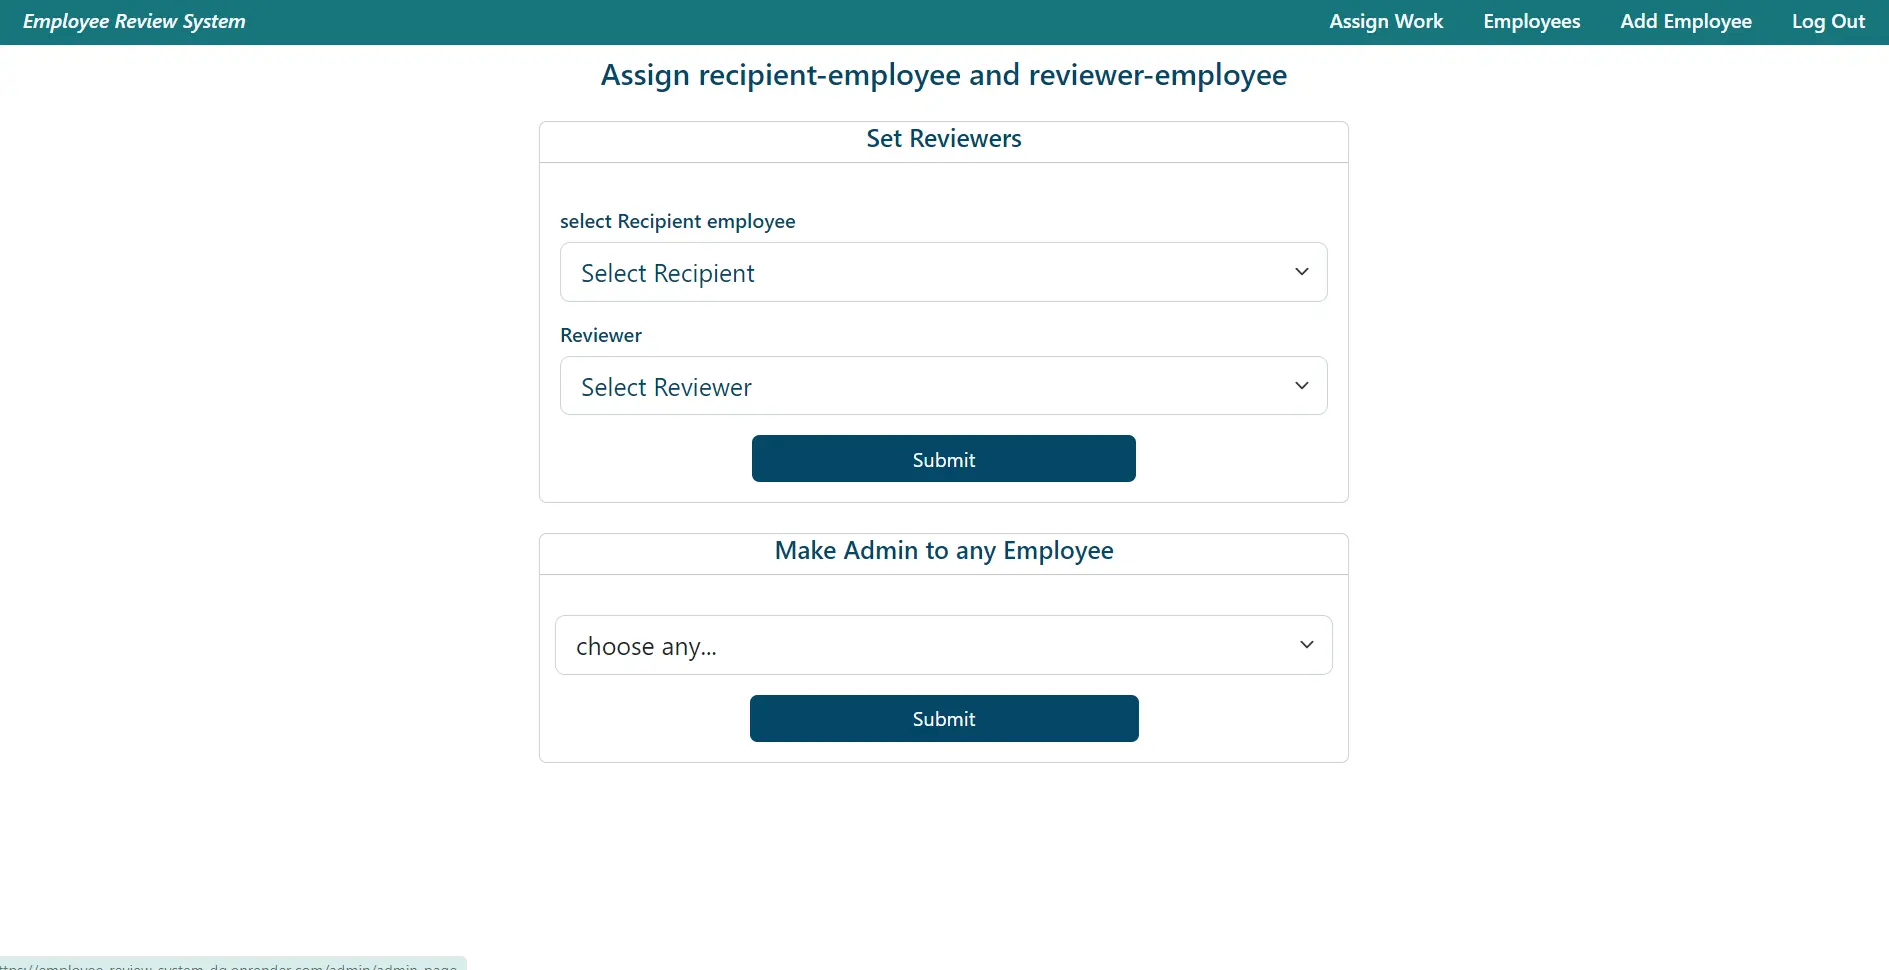 Employee Review System
Assign Work Employees Add Employee Log Out
Assign recipient-employee and reviewer-employee
Set Reviewers
select Recipient employee
Select Recipient
Reviewer
Select Reviewer
Submit
Make Admin to any Employee
choose any...
Submit